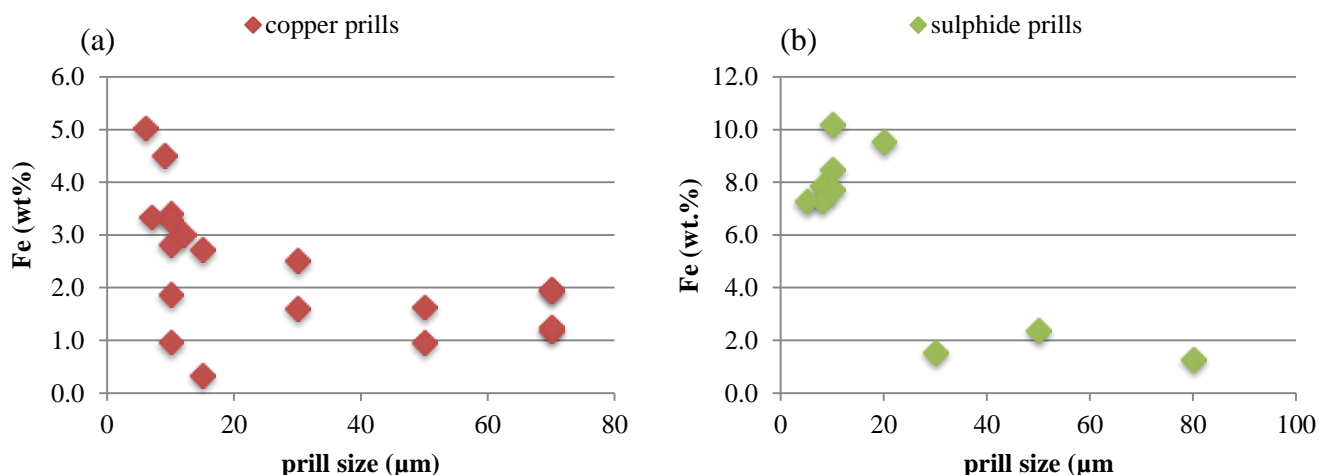 (a)
copper prills
6.0
5.0
4.0
3.0
2.0
1.0
0.0
Fe (wt%)
0 20 40 60 80
prill size (µm)
(b)
sulphide prills
12.0
10.0
8.0
6.0
4.0
2.0
0.0
Fe (wt.%)
0 20 40 60 80 100
prill size (µm